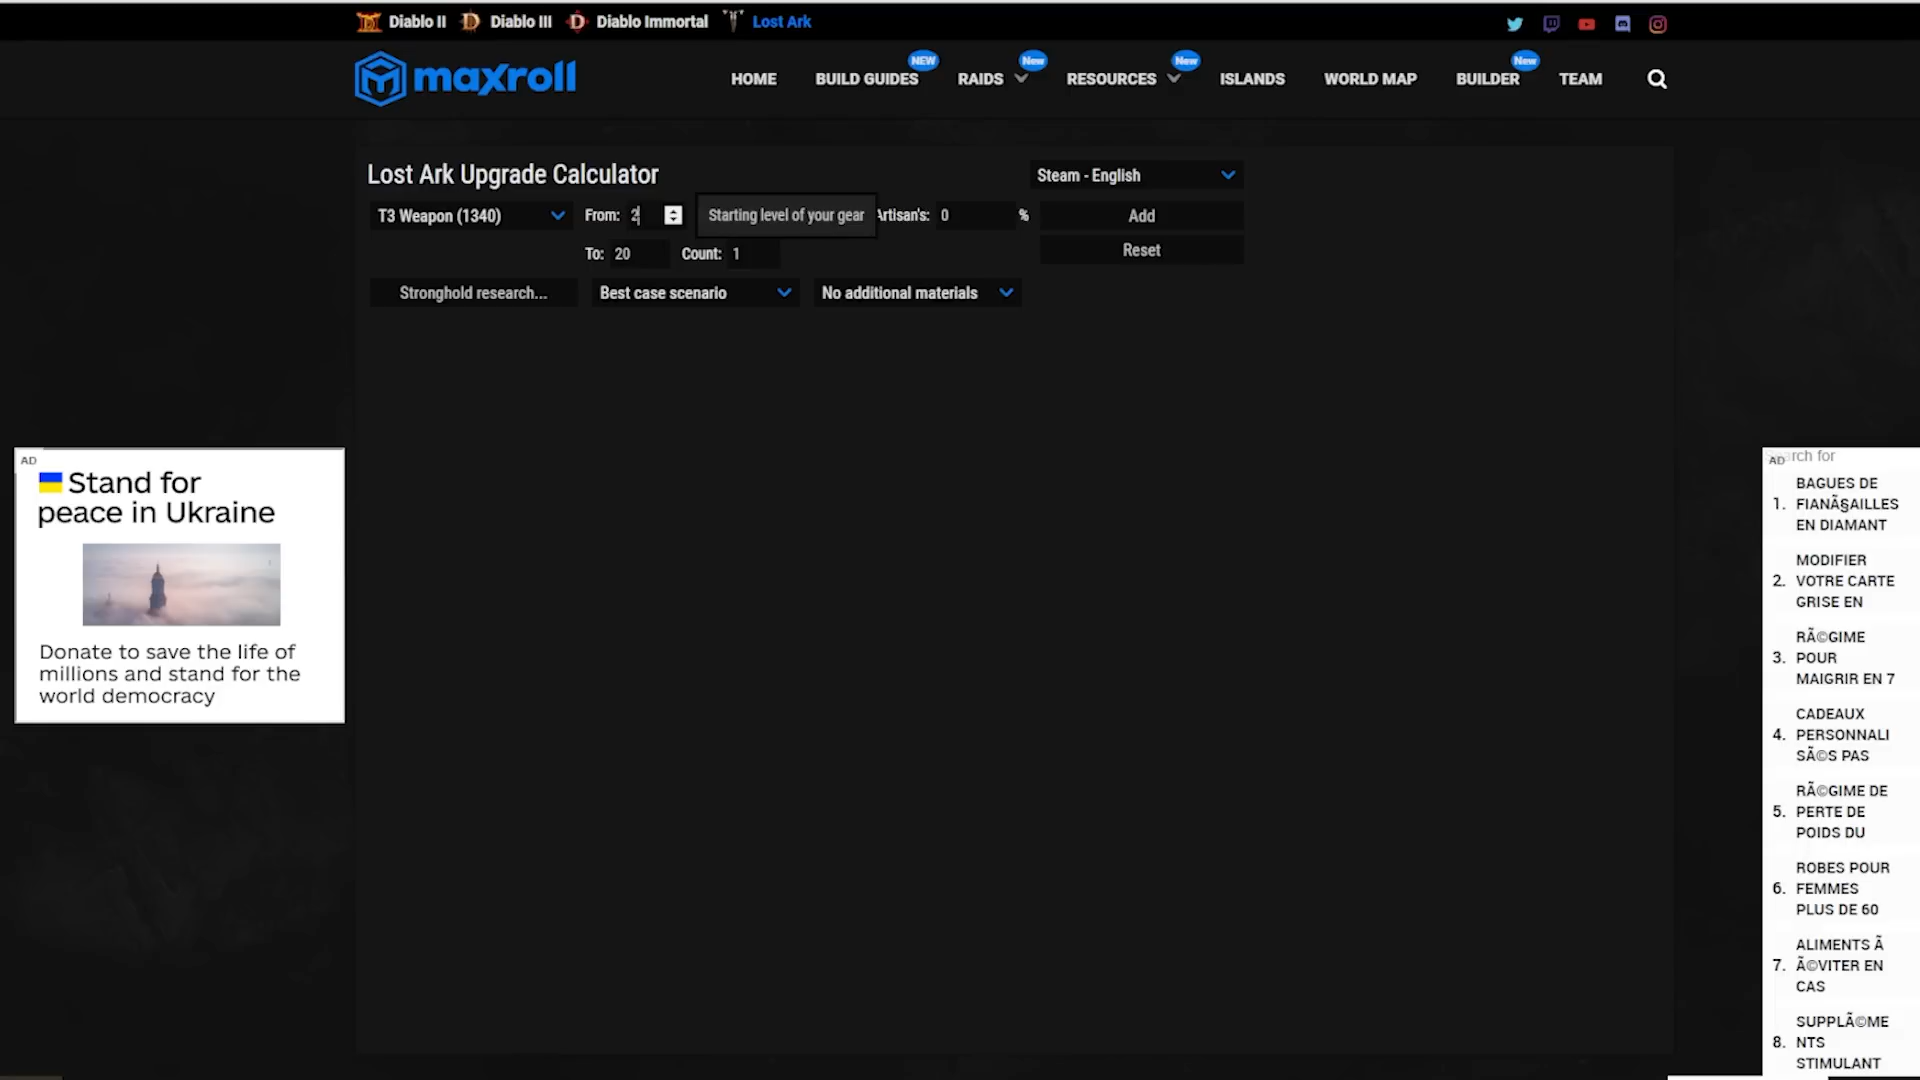 Diablo II Diablo III Diablo Immortal Lost Ark
maxroll
HOME BUILD GUIDES NEW RAIDS New RESOURCES New ISLANDS WORLD MAP BUILDER New TEAM
Lost Ark Upgrade Calculator
Steam - English
T3 Weapon (1340) From: 2 Starting level of your gear Artisan's: 0 % Add
To: 20 Count: 1 Reset
Stronghold research... Best case scenario No additional materials
AD
Stand for
peace in Ukraine
Donate to save the life of
millions and stand for the
world democracy
AD
rch for
1. BAGUES DE
FIANÃ§AILLES
EN DIAMANT
2. MODIFIER
VOTRE CARTE
GRISE EN
3. RÃ©GIME
POUR
MAIGRIR EN 7
4. CADEAUX
PERSONNALI
SÃ©S PAS
5. RÃ©GIME DE
PERTE DE
POIDS DU
6. ROBES POUR
FEMMES
PLUS DE 60
7. ALIMENTS Ã
Ã©VITER EN
CAS
8. SUPPLÃ©ME
NTS
STIMULANT